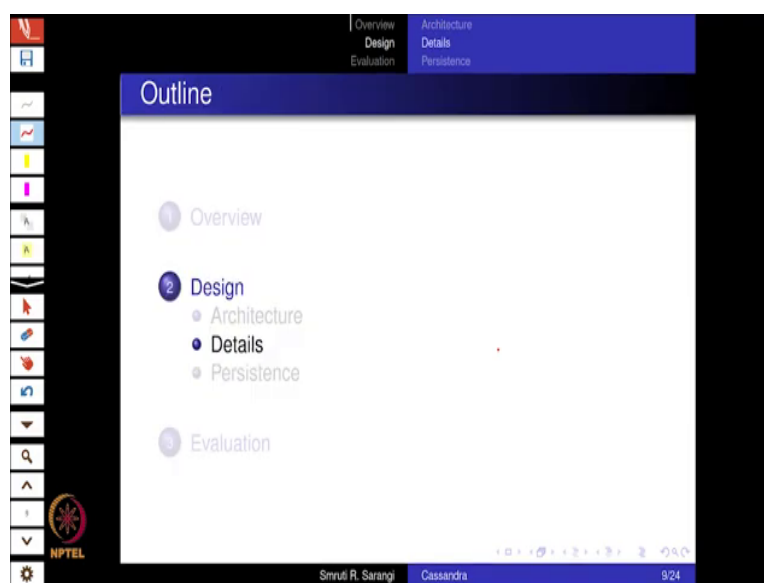 Overview
Design
Evaluation
Architecture
Details
Persistence
Outline
1 Overview
2 Design
Architecture
Details
Persistence
3 Evaluation
NPTEL
Smruti R. Sarangi
Cassandra
9/24